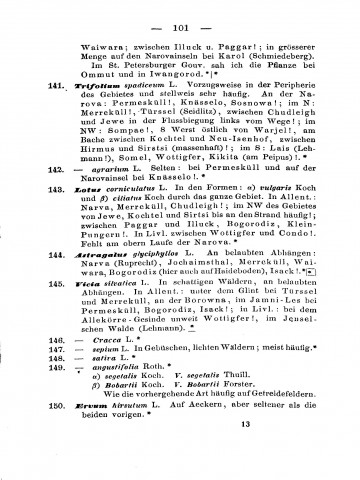 — 101 —
Waiwara; zwischen Illuck u. Paggar!; in grösserer
Menge auf den Narovainseln bei Karol (Schmiedeberg).
Im St. Petersburger Gouv. sah ich die Pflanze bei
Ommut und in Iwangorod.*|*
141. Trifolium spadiceum L. Vorzugsweise in der Peripherie
des Gebietes und stellweis sehr häufig. An der Na-
rova: Permesküll!, Knässelo, Sosnowa!; im N:
Merreküll!, Türssel (Seidlitz), zwischen Chudleigh
und Jewe in der Flussbiegung links vom Wege!; im
NW: Sompae!, 8 Werst östlich von Warjel!, am
Bache zwischen Kochtel und Neu-Isenhof, zwischen
Hirmus und Sirtsi (massenhaft)!; im S.: Lais (Leh-
mann!), Somel, Wottigfer, Kikita (am Peipus) !.*
142. — agrarium L. Selten: bei Permesküll und auf der
Narovainsel bei Knässelo!.*
143. Lotus corniculatus L. In den Formen: α) vulgaris Koch
und β) ciliatus Koch durch das ganze Gebiet. In Allent.:
Narva, Merreküll, Chudleigh!; im NW des Gebietes
von Jewe, Kochtel und Sirtsi bis an den Strand häufig!;
zwischen Paggar und Illuck, Bogorodiz, Klein-
Pungern!. In Livl. zwischen Wottigfer und Condo!.
Fehlt am obern Laufe der Narova.*
144. Astragalus glyciphyllos L. An belaubten Abhängen:
Narva (Ruprecht), Jochaimsthal, Merreküll, Wai-
wara, Bogorodiz (hier auch auf Haideboden), Isack!.*|*
145. Vicia silvatica L. In schattigen Wäldern, an belaubten
Abhängen. In Allent.: unter dem Glint bei Türssel
und Merreküll, an der Borowna, im Jamni-Les bei
Permesküll, Bogorodiz, Isack!; in Livl.: bei dem
Allekörre-Gesinde unweit Wottigfer!, im Jensel-
schen Walde (Lehmann). *
146. — Cracca L. *
147. — sepium L. In Gebüschen, lichten Wäldern; meist häufig.*
148. — sativa L. *
149. — angustifolia Roth. *
α) segetalis Koch. V. segetalis Thuill.
β) Bobartii Koch. V. Bobartii Forster.
Wie die vorhergehende Art häufig auf Getreidefeldern.
150. Ervum hirsutum L. Auf Aeckern, aber seltener als die
beiden vorigen. *
13